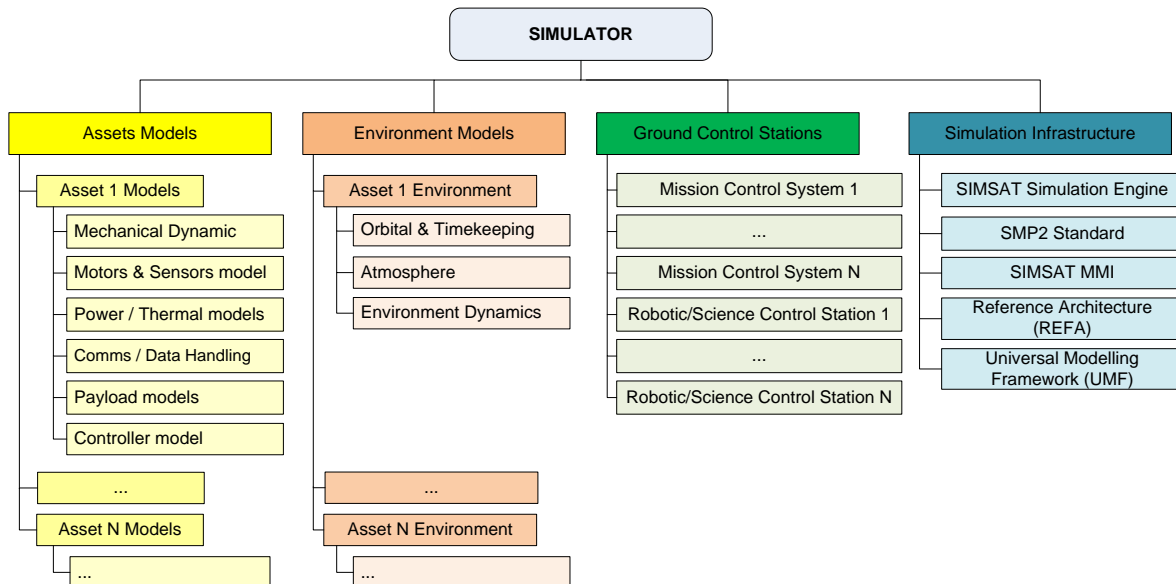 SIMULATOR
Assets Models
Asset 1 Models
Mechanical Dynamic
Motors & Sensors model
Power / Thermal models
Comms / Data Handling
Payload models
Controller model
...
Asset N Models
...
Environment Models
Asset 1 Environment
Orbital & Timekeeping
Atmosphere
Environment Dynamics
...
Asset N Environment
...
Ground Control Stations
Mission Control System 1
...
Mission Control System N
Robotic/Science Control Station 1
...
Robotic/Science Control Station N
Simulation Infrastructure
SIMSAT Simulation Engine
SMP2 Standard
SIMSAT MMI
Reference Architecture
(REFA)
Universal Modelling
Framework (UMF)